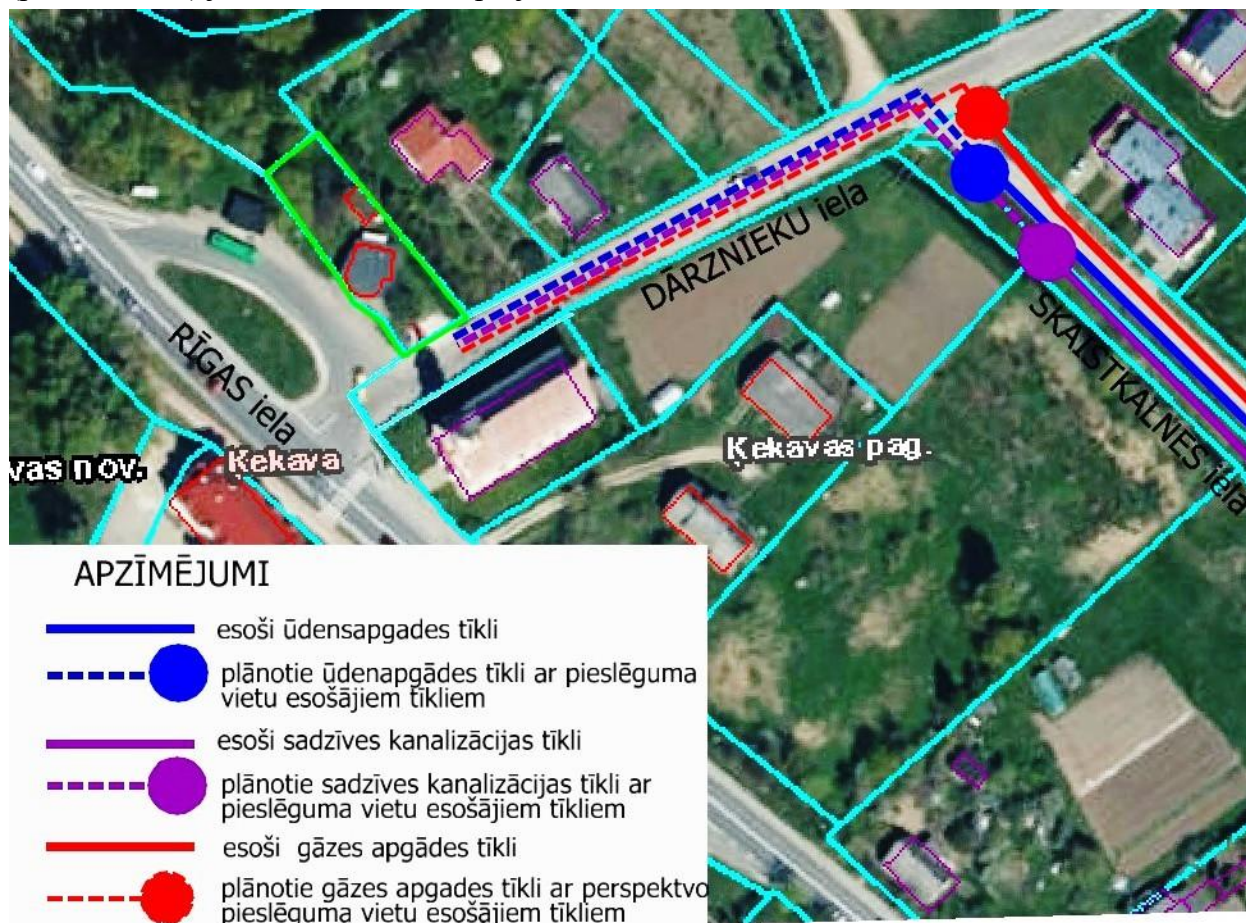 DĀRZNIEKU iela
RĪGAS iela
SKAISTKALNES iela
vas nov.
Ķekava
Ķekavas pag.
APZĪMĒJUMI
esoši ūdensapgades tīkli
plānotie ūdenapgādes tīkli ar pieslēguma
vietu esošājiem tīkliem
esoši sadzīves kanalizācijas tīkli
plānotie sadzīves kanalizācijas tīkli ar
pieslēguma vietu esošājiem tīkliem
esoši gāzes apgādes tīkli
plānotie gāzes apgades tīkli ar perspektvo
pieslēguma vietu esošājiem tīkliem